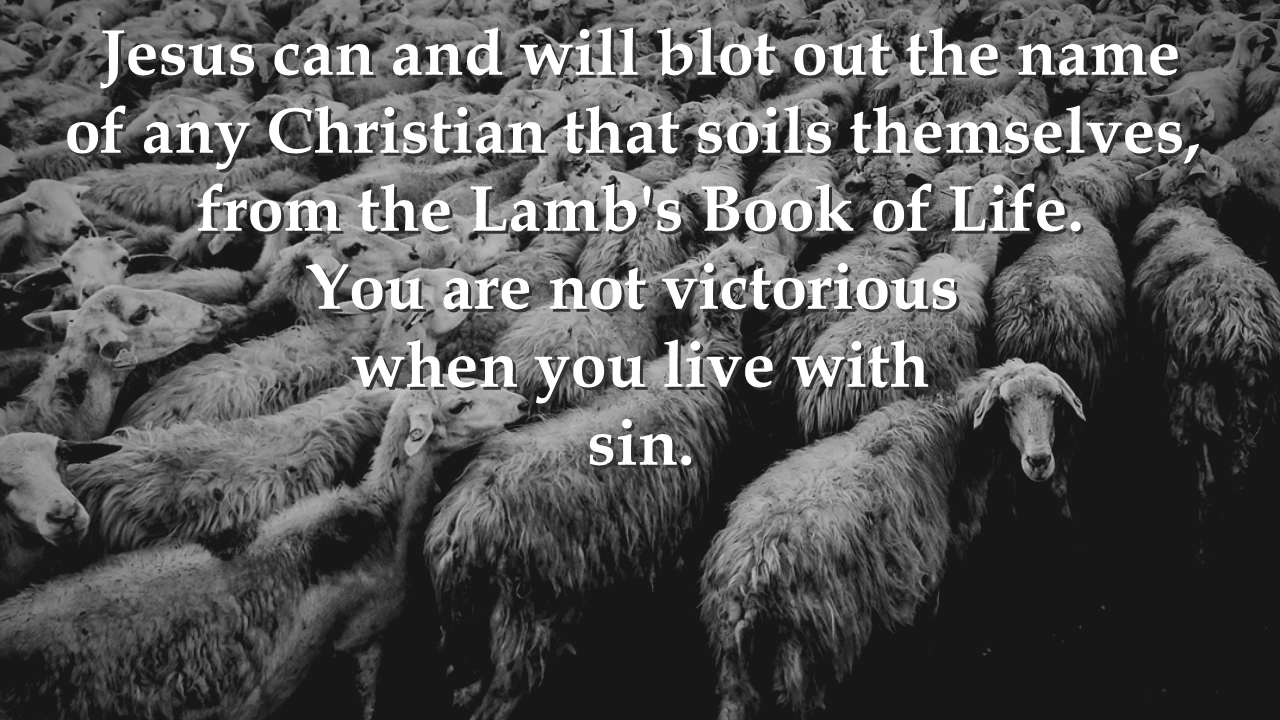 Jesus can and will blot out the name
of any Christian that soils themselves,
from the Lamb's Book of Life.
You are not victorious
when you live with
sin.